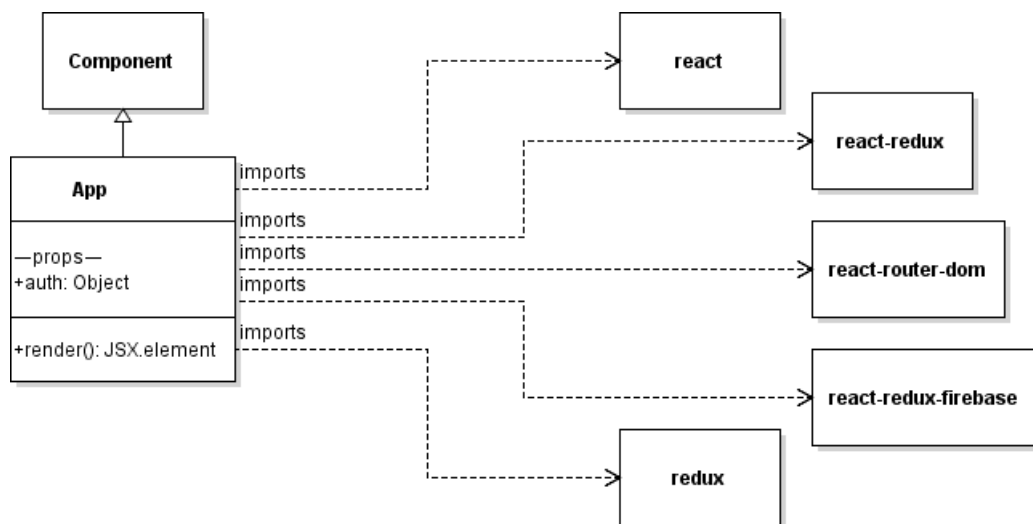 Component
react
react-redux
App
imports
imports
imports
imports
imports
—props—
+auth: Object
+render(): JSX.element
react-router-dom
react-redux-firebase
redux